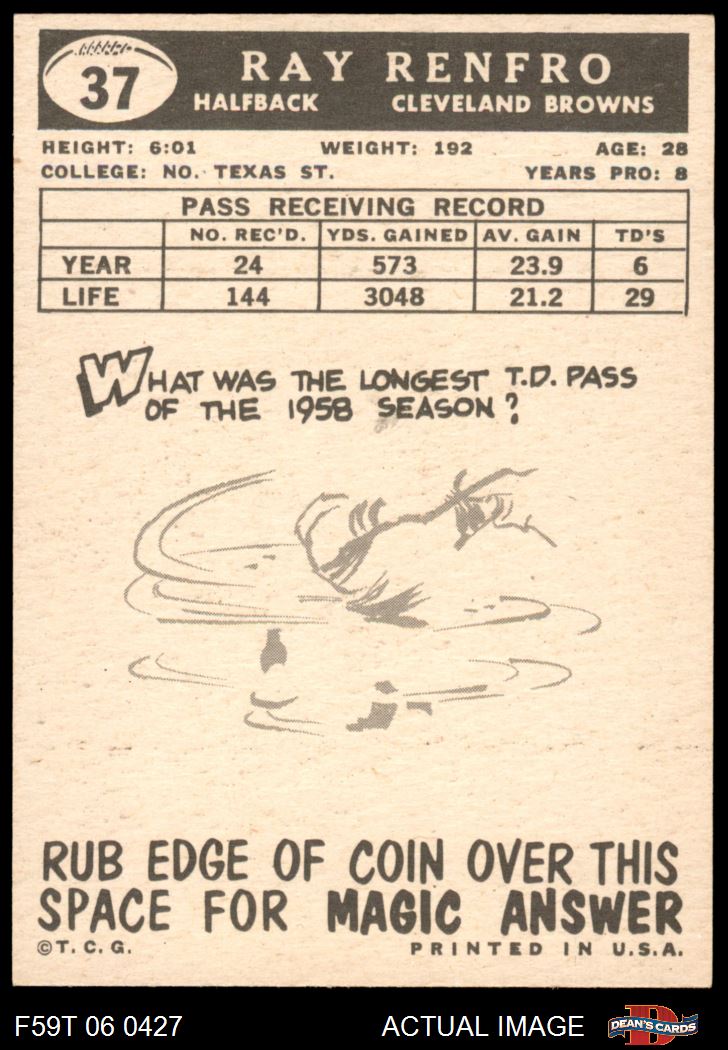 37
RAY RENFRO
HALFBACK CLEVELAND BROWNS
HEIGHT: 6:01 WEIGHT: 192 AGE: 28
COLLEGE: NO. TEXAS ST. YEARS PRO: 8
PASS RECEIVING RECORD
NO. REC'D. YDS. GAINED AV. GAIN TD'S
YEAR 24 573 23.9 6
LIFE 144 3048 21.2 29
WHAT WAS THE LONGEST T.D. PASS
OF THE 1958 SEASON?
RUB EDGE OF COIN OVER THIS
SPACE FOR MAGIC ANSWER
©T.C.G. PRINTED IN U.S.A.
F59T 06 0427 ACTUAL IMAGE D DEAN'S CARDS